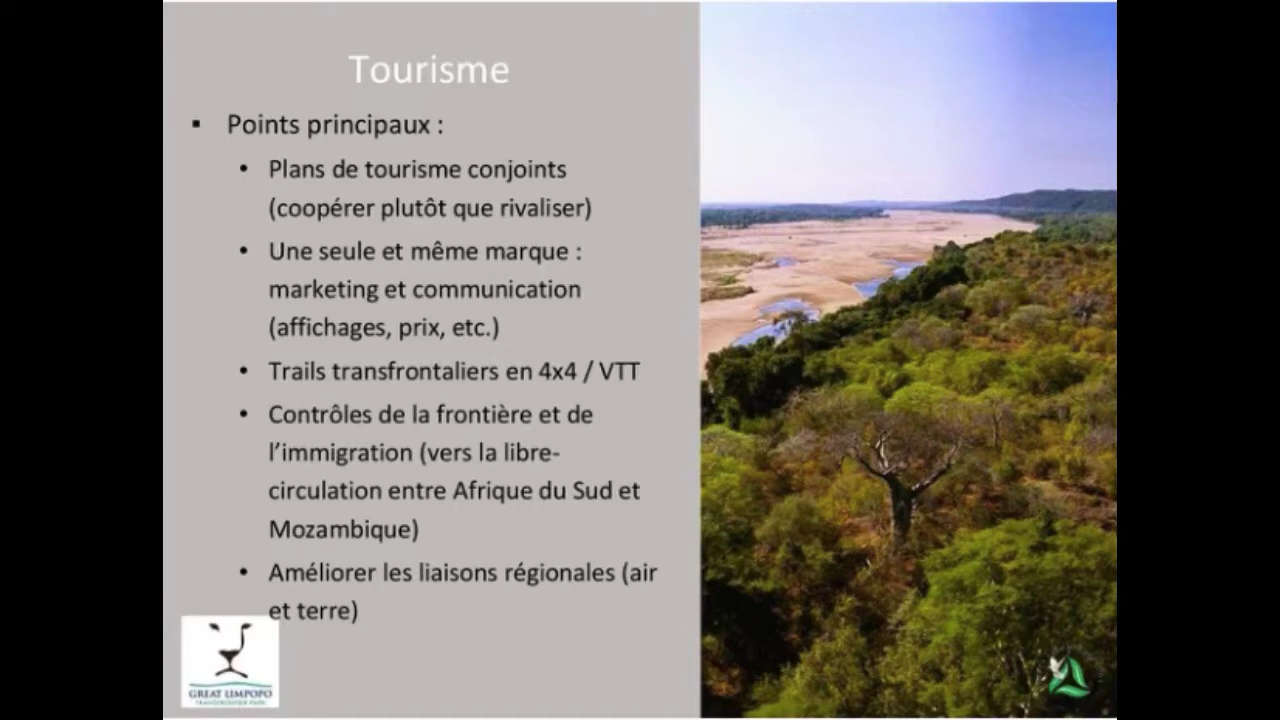 Tourisme
▪ Points principaux :
• Plans de tourisme conjoints
(coopérer plutôt que rivaliser)
• Une seule et même marque :
marketing et communication
(affichages, prix, etc.)
• Trails transfrontaliers en 4x4 / VTT
• Contrôles de la frontière et de
l’immigration (vers la libre-
circulation entre Afrique du Sud et
Mozambique)
• Améliorer les liaisons régionales (air
et terre)
GREAT LIMPOPO
TRANSFRONTIER PARK